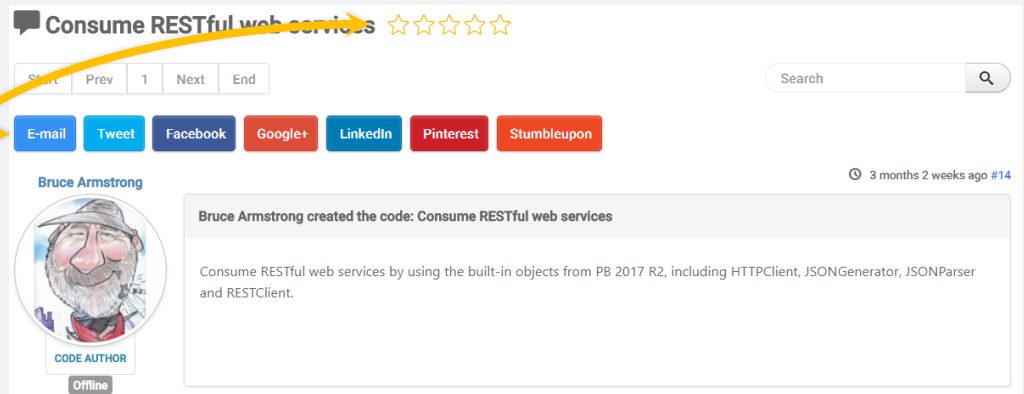 Consume RESTful web services
Start Prev 1 Next End Search
E-mail Tweet Facebook Google+ LinkedIn Pinterest Stumbleupon
3 months 2 weeks ago #14
Bruce Armstrong
Bruce Armstrong created the code: Consume RESTful web services
Consume RESTful web services by using the built-in objects from PB 2017 R2, including HTTPClient, JSONGenerator, JSONParser
and RESTClient.
CODE AUTHOR
Offline